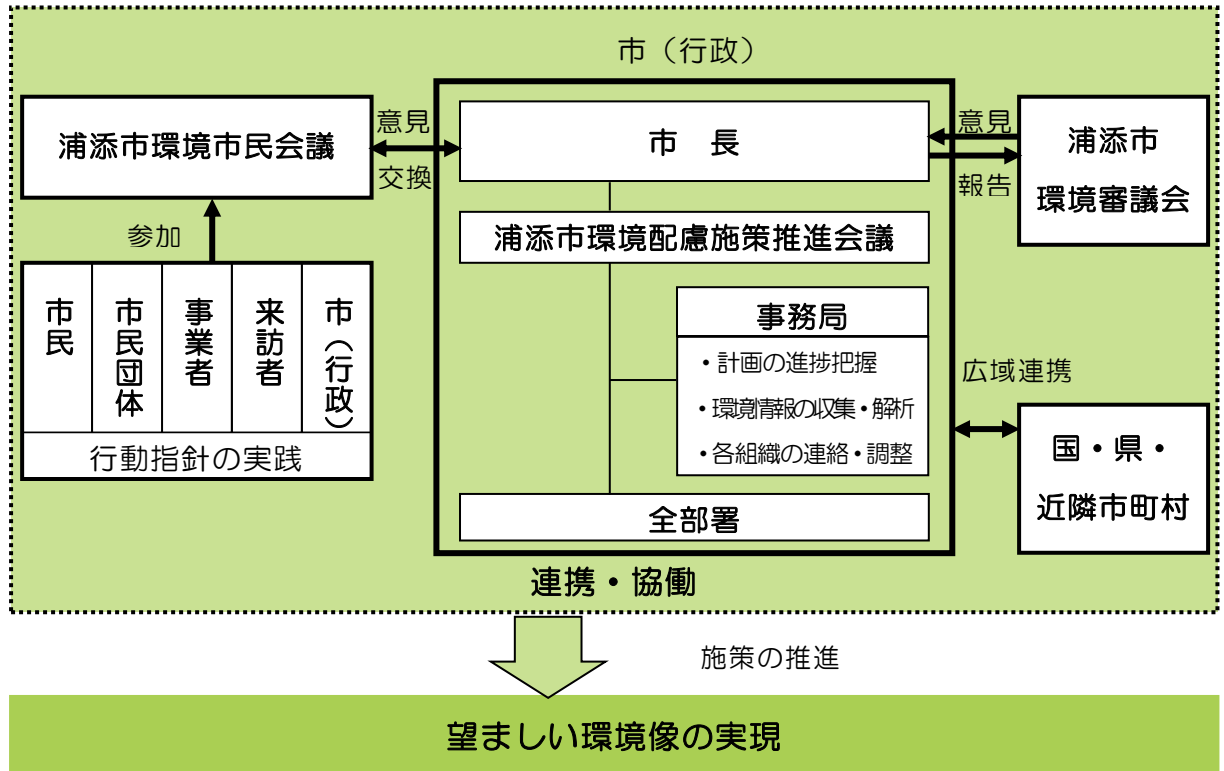 市（行政）
浦添市環境市民会議
意見
交換
市　長
意見
報告
浦添市
環境審議会
参加
浦添市環境配慮施策推進会議
市民
市民団体
事業者
来訪者
市（行政）
行動指針の実践
事務局
・計画の進捗把握
・環境情報の収集・解析
・各組織の連絡・調整
広域連携
国・県・
近隣市町村
全部署
連携・協働
施策の推進
望ましい環境像の実現